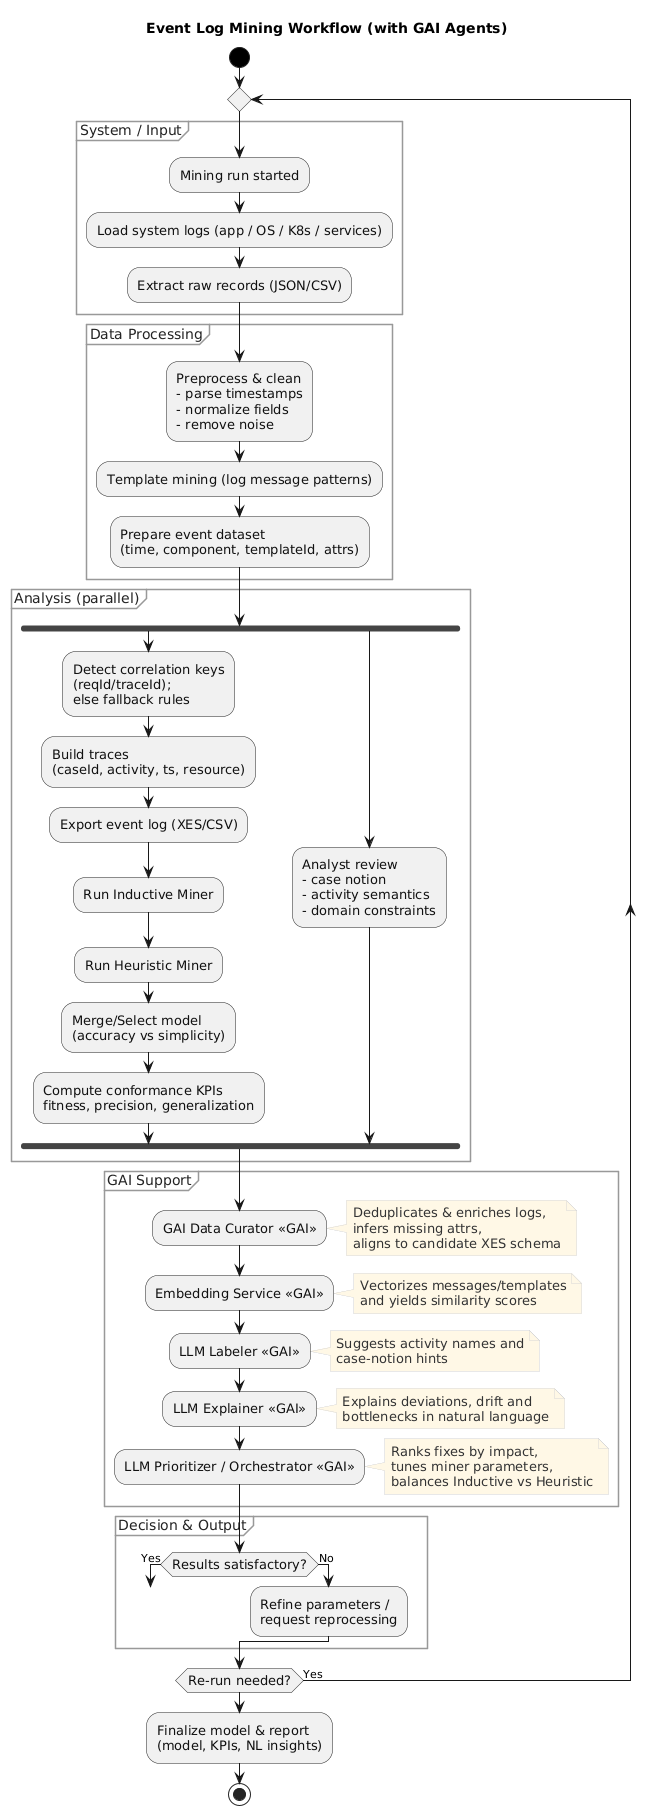 Event Log Mining Workflow (with GAI Agents)
System / Input
Mining run started
Load system logs (app / OS / K8s / services)
Extract raw records (JSON/CSV)
Data Processing
Preprocess & clean
- parse timestamps
- normalize fields
- remove noise
Template mining (log message patterns)
Prepare event dataset
(time, component, templateId, attrs)
Analysis (parallel)
Detect correlation keys
(reqId/traceId);
else fallback rules
Build traces
(caseId, activity, ts, resource)
Export event log (XES/CSV)
Run Inductive Miner
Run Heuristic Miner
Merge/Select model
(accuracy vs simplicity)
Compute conformance KPIs
fitness, precision, generalization
Analyst review
- case notion
- activity semantics
- domain constraints
GAI Support
GAI Data Curator «GAI»
Deduplicates & enriches logs,
infers missing attrs,
aligns to candidate XES schema
Embedding Service «GAI»
Vectorizes messages/templates
and yields similarity scores
LLM Labeler «GAI»
Suggests activity names and
case-notion hints
LLM Explainer «GAI»
Explains deviations, drift and
bottlenecks in natural language
LLM Prioritizer / Orchestrator «GAI»
Ranks fixes by impact,
tunes miner parameters,
balances Inductive vs Heuristic
Decision & Output
Yes
Results satisfactory?
No
Refine parameters /
request reprocessing
Re-run needed?
Yes
Finalize model & report
(model, KPIs, NL insights)